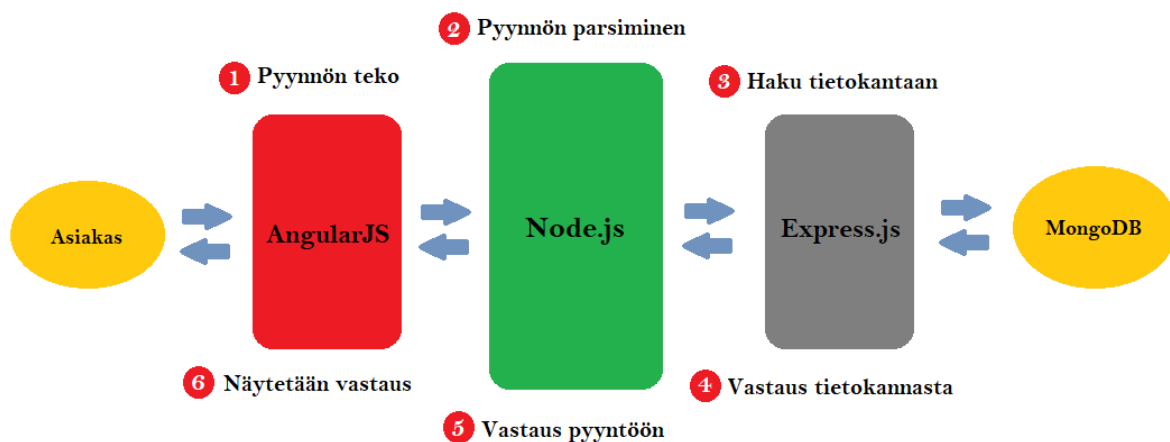 2 Pyynnön parsiminen
1 Pyynnön teko
3 Haku tietokantaan
Asiakas
AngularJS
Node.js
Express.js
MongoDB
6 Näytetään vastaus
4 Vastaus tietokannasta
5 Vastaus pyyntöön